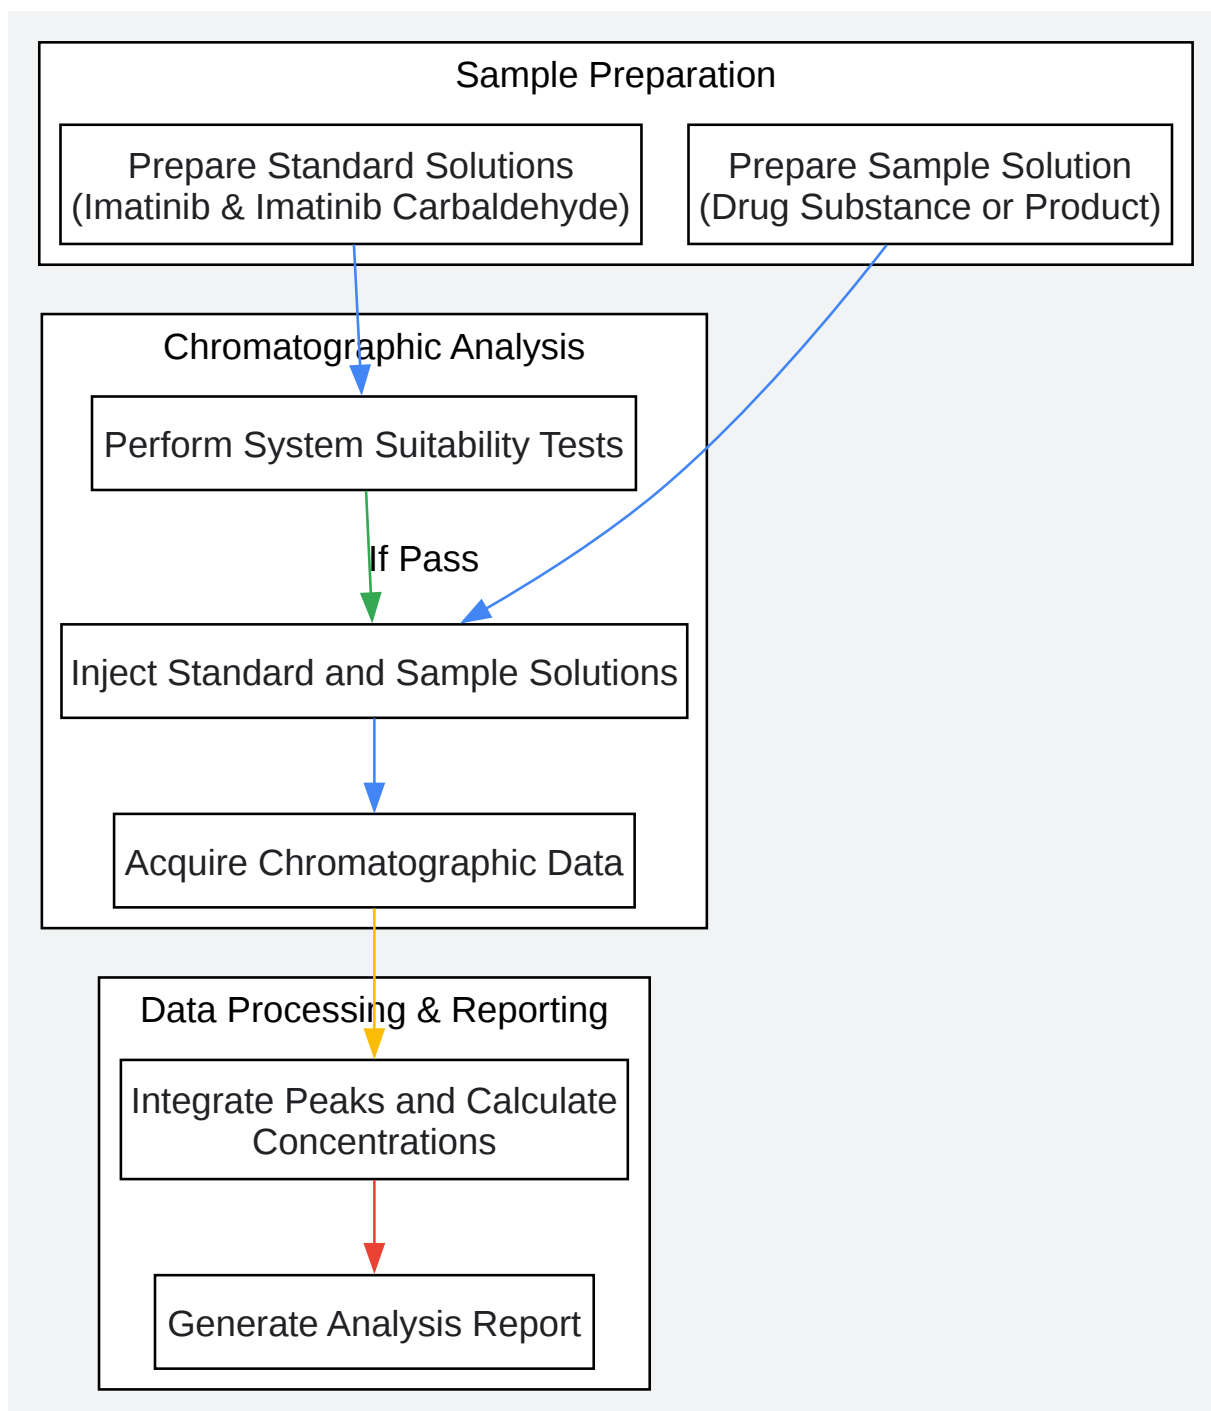 Sample Preparation
Prepare Standard Solutions
(Imatinib & Imatinib Carbaldehyde)
Prepare Sample Solution
(Drug Substance or Product)
Chromatographic Analysis
Perform System Suitability Tests
If Pass
Inject Standard and Sample Solutions
Acquire Chromatographic Data
Data Processing & Reporting
Integrate Peaks and Calculate
Concentrations
Generate Analysis Report